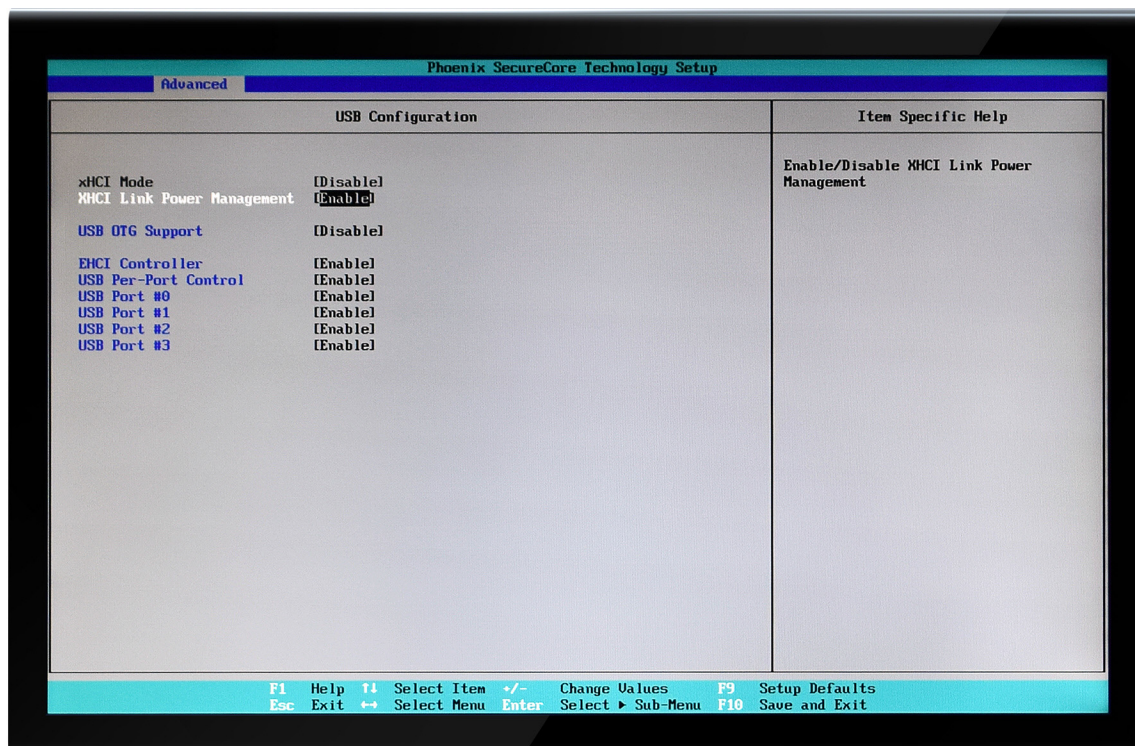 Phoenix SecureCore Technology Setup
Advanced
USB Configuration
Item Specific Help
xHCI Mode [Disable]
XHCI Link Power Management [Enable]
USB OTG Support [Disable]
EHCI Controller [Enable]
USB Per-Port Control [Enable]
USB Port #0 [Enable]
USB Port #1 [Enable]
USB Port #2 [Enable]
USB Port #3 [Enable]
Enable/Disable XHCI Link Power
Management
F1 Help ↑↓ Select Item +/- Change Values F9 Setup Defaults
Esc Exit ↔ Select Menu Enter Select ▶ Sub-Menu F10 Save and Exit